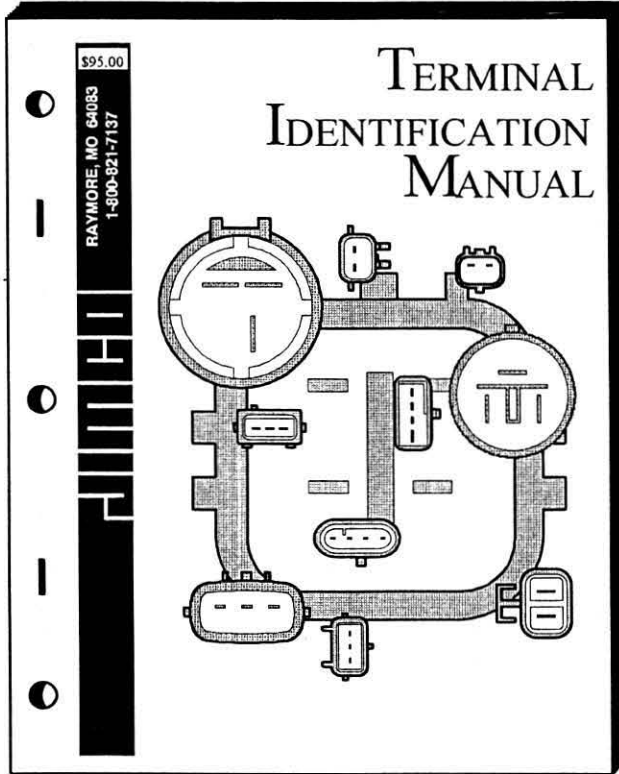 $95.00
RAYMORE, MO 64083
1-800-821-7137
TERMINAL
IDENTIFICATION
MANUAL